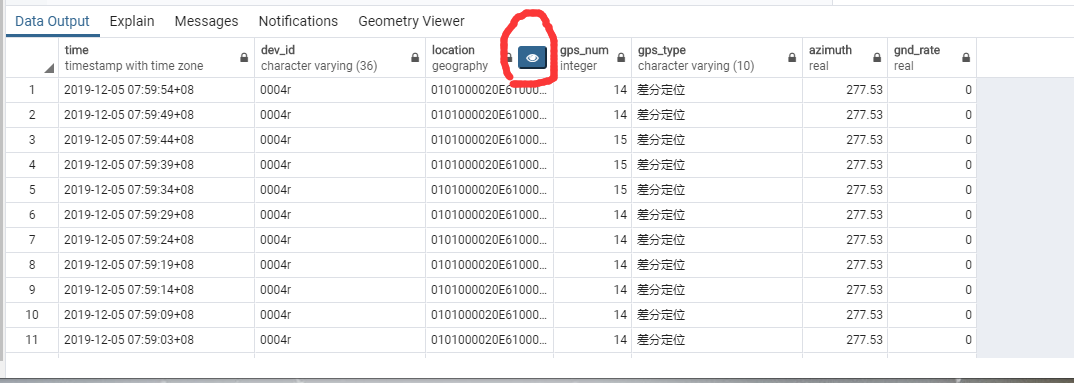 Data Output Explain Messages Notifications Geometry Viewer
time dev_id location gps_num gps_type azimuth gnd_rate
timestamp with time zone character varying (36) geography integer character varying (10) real real
1 2019-12-05 07:59:54+08 0004r 0101000020E61000... 14 差分定位 277.53 0
2 2019-12-05 07:59:49+08 0004r 0101000020E61000... 14 差分定位 277.53 0
3 2019-12-05 07:59:44+08 0004r 0101000020E61000... 15 差分定位 277.53 0
4 2019-12-05 07:59:39+08 0004r 0101000020E61000... 15 差分定位 277.53 0
5 2019-12-05 07:59:34+08 0004r 0101000020E61000... 15 差分定位 277.53 0
6 2019-12-05 07:59:29+08 0004r 0101000020E61000... 14 差分定位 277.53 0
7 2019-12-05 07:59:24+08 0004r 0101000020E61000... 14 差分定位 277.53 0
8 2019-12-05 07:59:19+08 0004r 0101000020E61000... 14 差分定位 277.53 0
9 2019-12-05 07:59:14+08 0004r 0101000020E61000... 14 差分定位 277.53 0
10 2019-12-05 07:59:09+08 0004r 0101000020E61000... 14 差分定位 277.53 0
11 2019-12-05 07:59:03+08 0004r 0101000020E61000... 14 差分定位 277.53 0